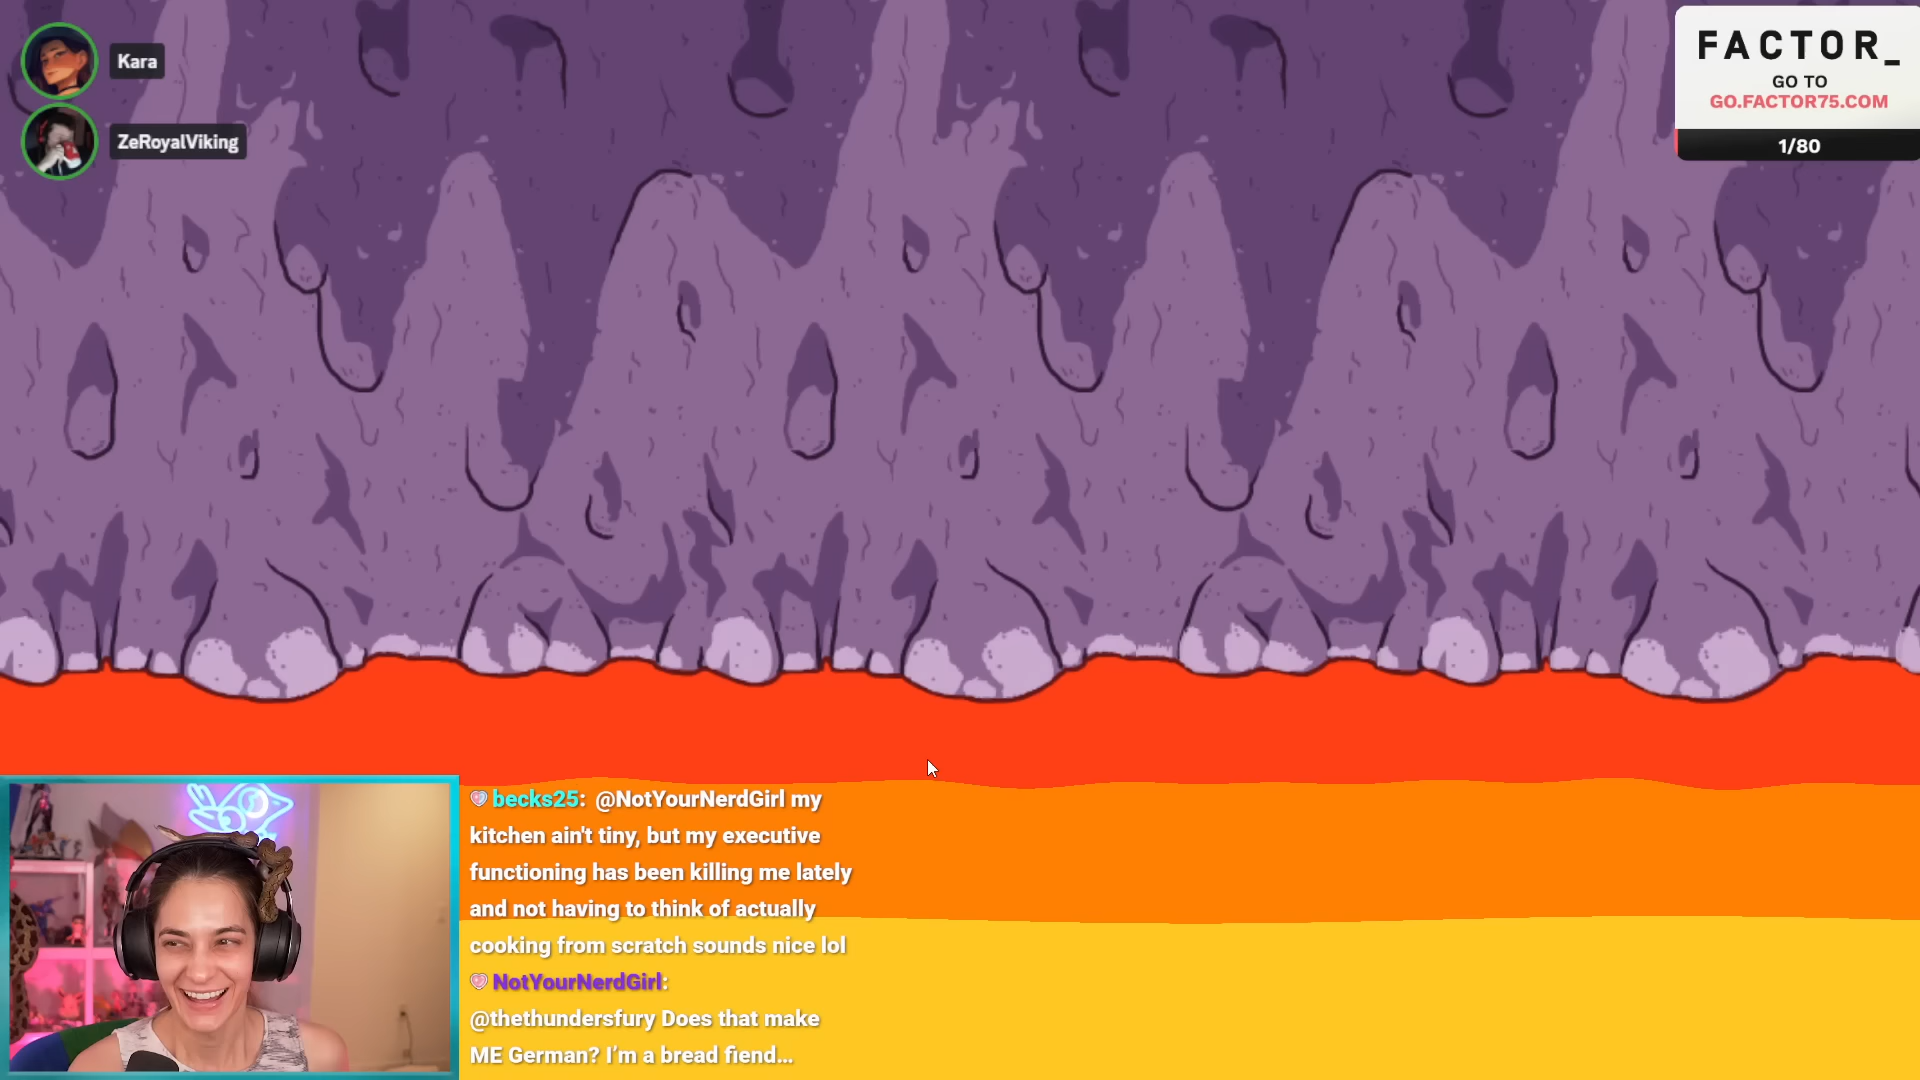 Kara
ZeRoyalViking
FACTOR_
GO TO
GO.FACTOR75.COM
1/80
becks25: @NotYourNerdGirl my
kitchen ain't tiny, but my executive
functioning has been killing me lately
and not having to think of actually
cooking from scratch sounds nice lol
NotYourNerdGirl:
@thethundersfury Does that make
ME German? I'm a bread fiend...